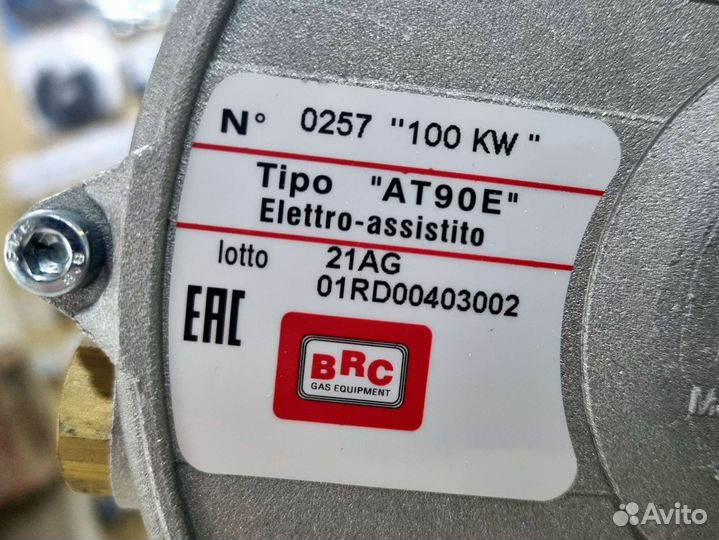 N° 0257 "100 KW"
Tipo "AT90E"
Elettro-assistito
lotto 21AG
01RD00403002
EAC
BRC
GAS EQUIPMENT
Avito